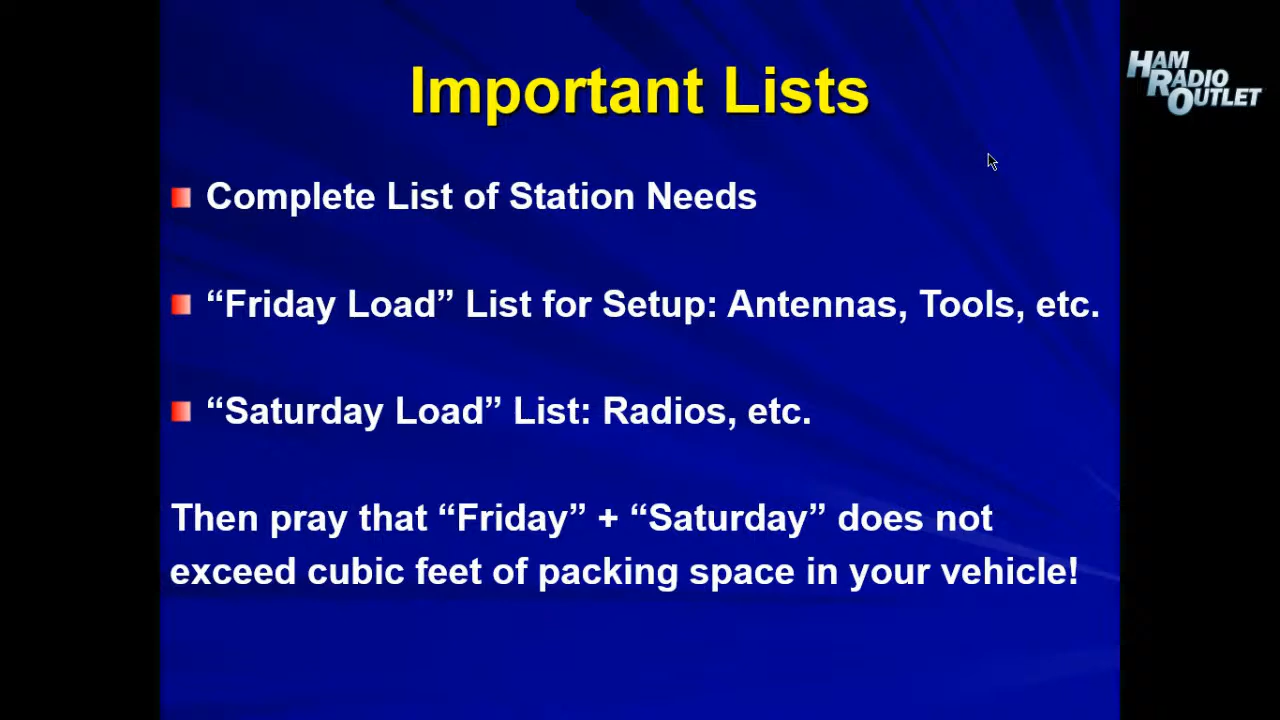 Important Lists
HAM
RADIO
OUTLET
Complete List of Station Needs
“Friday Load” List for Setup: Antennas, Tools, etc.
“Saturday Load” List: Radios, etc.
Then pray that “Friday” + “Saturday” does not
exceed cubic feet of packing space in your vehicle!